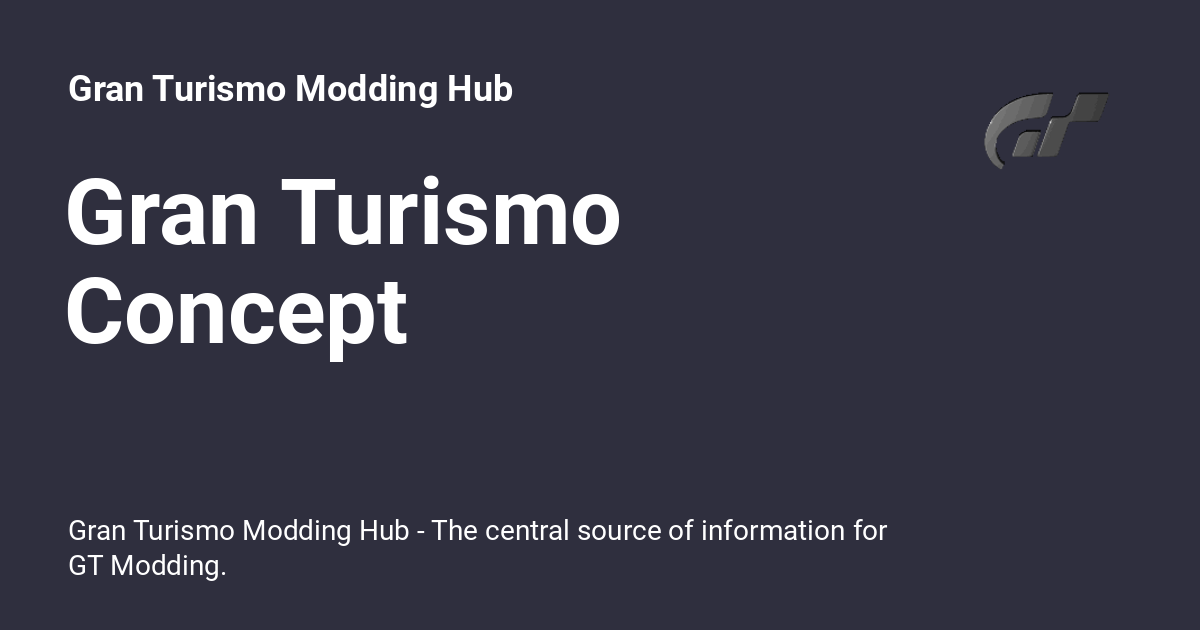 Gran Turismo Modding Hub
Gran Turismo
Concept
Gran Turismo Modding Hub - The central source of information for
GT Modding.